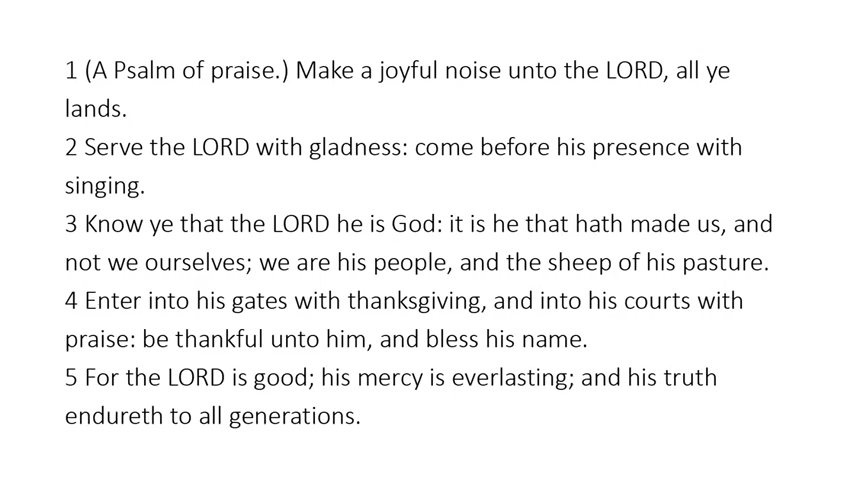 1 (A Psalm of praise.) Make a joyful noise unto the LORD, all ye
lands.
2 Serve the LORD with gladness: come before his presence with
singing.
3 Know ye that the LORD he is God: it is he that hath made us, and
not we ourselves; we are his people, and the sheep of his pasture.
4 Enter into his gates with thanksgiving, and into his courts with
praise: be thankful unto him, and bless his name.
5 For the LORD is good; his mercy is everlasting; and his truth
endureth to all generations.